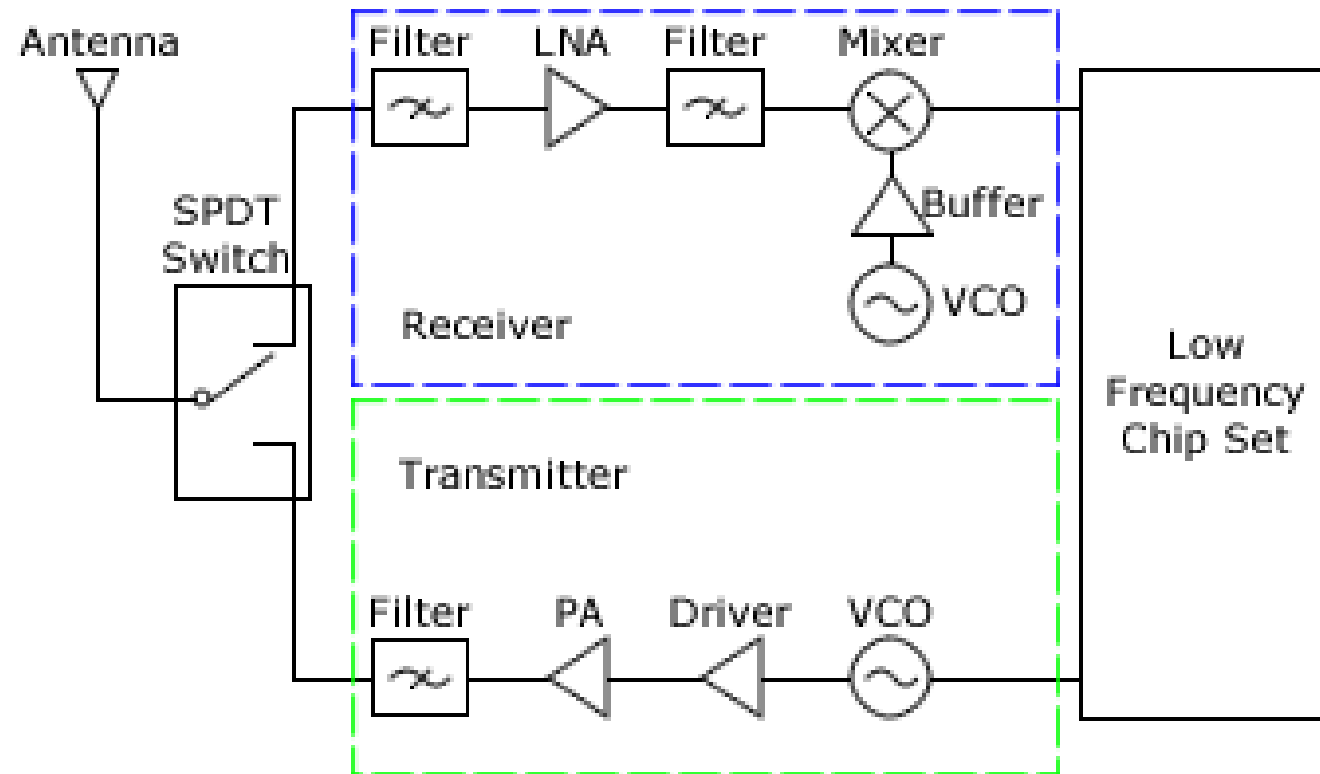 Antenna
Filter
LNA
Filter
Mixer
SPDT
Switch
Buffer
VCO
Receiver
Low
Frequency
Chip Set
Transmitter
Filter
PA
Driver
VCO